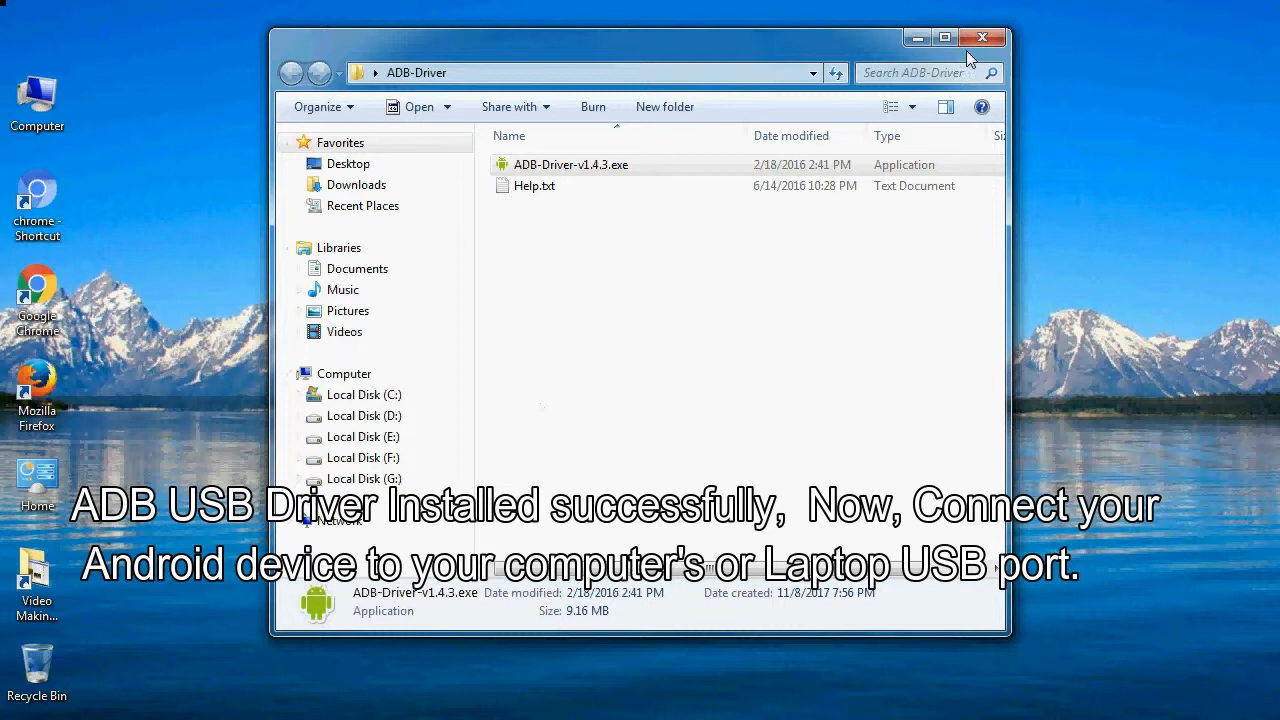 Computer
chrome -
Shortcut
Google
Chrome
Mozilla
Firefox
Home
Video
Makin...
Recycle Bin
ADB-Driver
Search ADB-Driver
Organize Open Share with Burn New folder
Favorites
Desktop
Downloads
Recent Places
Libraries
Documents
Music
Pictures
Videos
Computer
Local Disk (C:)
Local Disk (D:)
Local Disk (E:)
Local Disk (F:)
Local Disk (G:)
Network
Name Date modified Type Si
ADB-Driver-v1.4.3.exe 2/18/2016 2:41 PM Application
Help.txt 6/14/2016 10:28 PM Text Document
ADB USB Driver Installed successfully, Now, Connect your
Android device to your computer's or Laptop USB port.
ADB-Driver-v1.4.3.exe Date modified: 2/18/2016 2:41 PM Date created: 11/8/2017 7:56 PM
Application Size: 9.16 MB